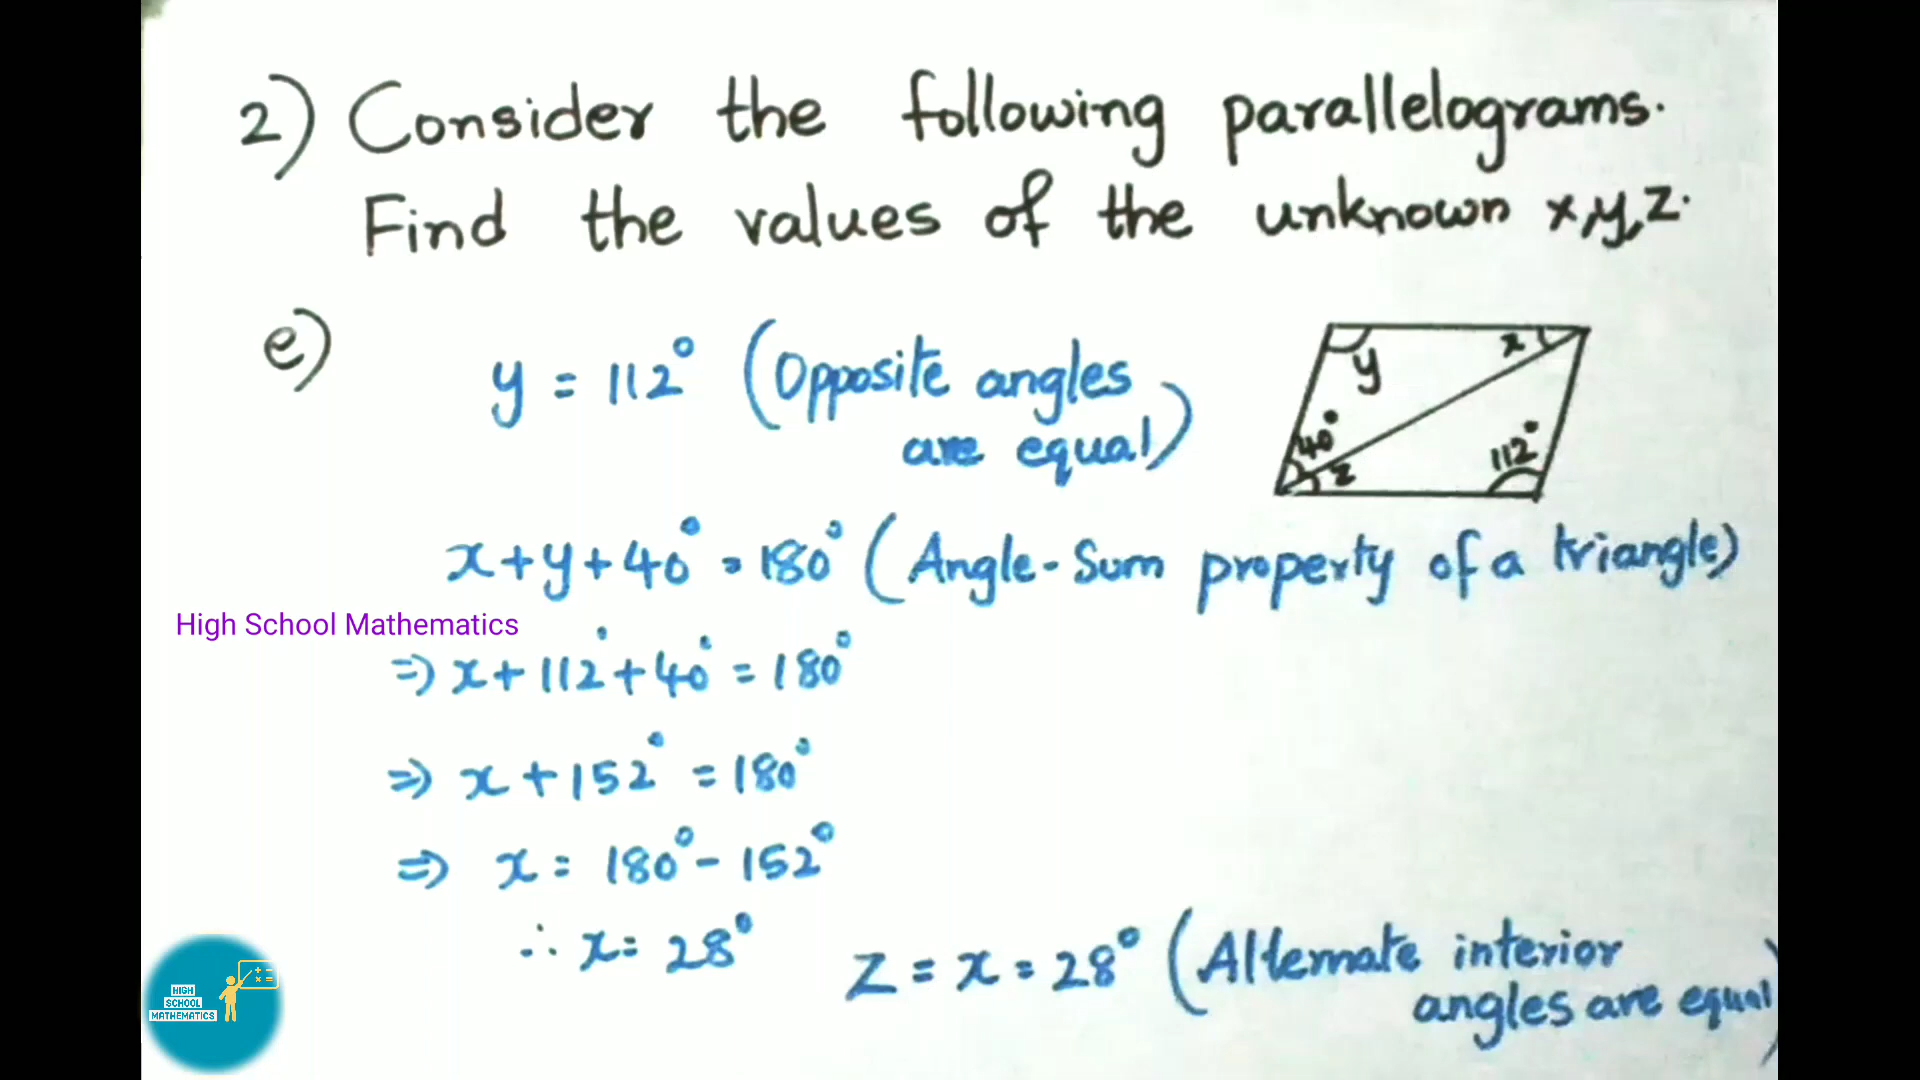 2) Consider the following parallelograms.
Find the values of the unknown x,y,z.
e)
y = 112° (Opposite angles
are equal)
y
x
40°
z
112°
x+y+40° = 180° (Angle-Sum property of a triangle)
High School Mathematics
⇒ x+112°+40° = 180°
⇒ x+152° = 180°
⇒ x = 180° - 152°
∴ x = 28°
z = x = 28° (Alternate interior
angles are equal)
HIGH
SCHOOL
MATHEMATICS